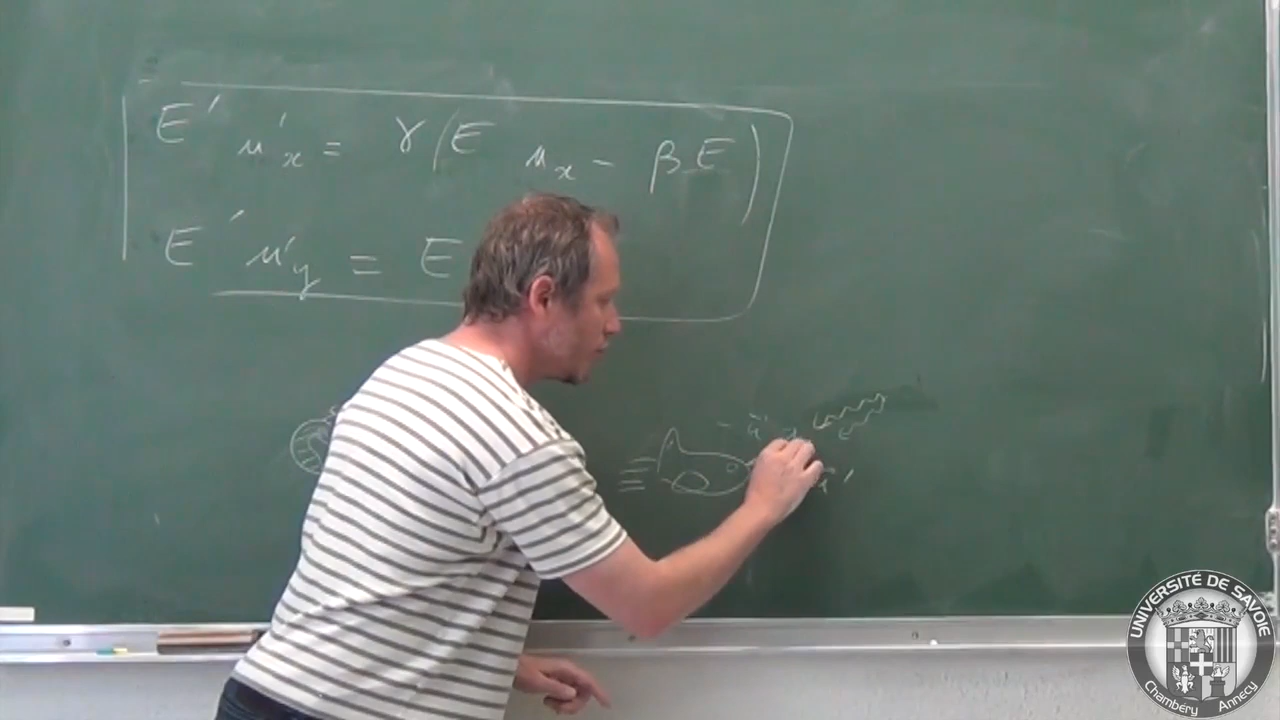 E' u'x = γ(E ux - βE)
E' u'y = E
UNIVERSITÉ DE SAVOIE
Chambéry Annecy